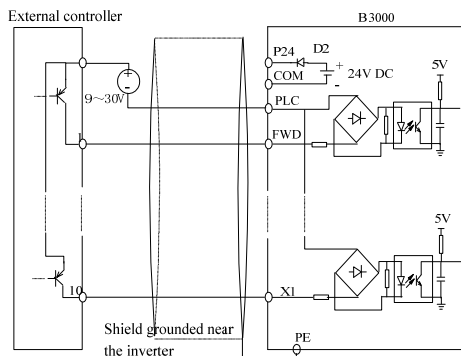 External controller
B3000
P24
D2
+
COM
24V DC
-
5V
+
-
9～30V
PLC
1
FWD
5V
10
X1
Shield grounded near
the inverter
PE